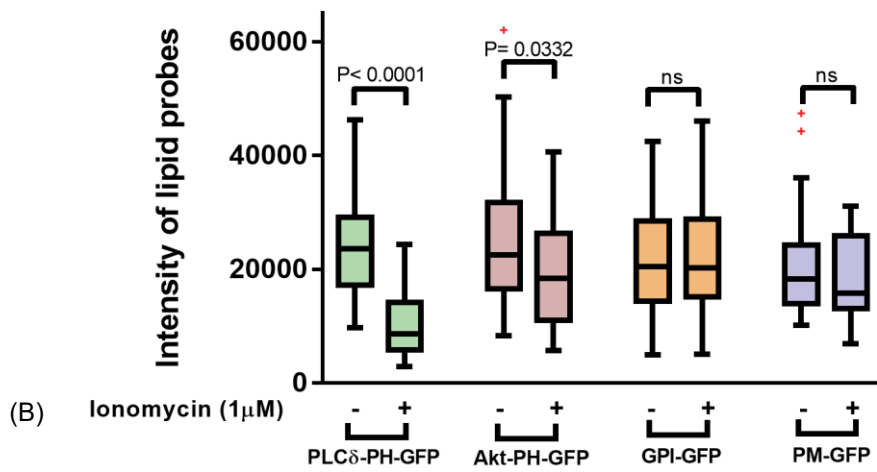 60000
40000
20000
0
Intensity of lipid probes
P< 0.0001
P= 0.0332
ns
ns
(B)
Ionomycin (1μM)
- + - + - + - +
PLCδ-PH-GFP Akt-PH-GFP GPI-GFP PM-GFP